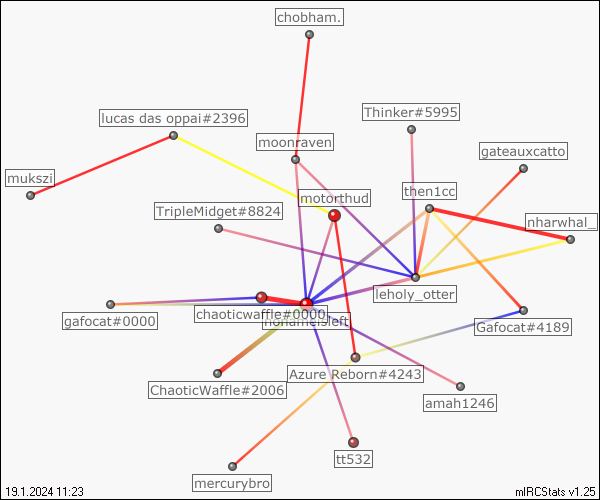 chobham.
lucas das oppai#2396
Thinker#5995
moonraven
gateauxcatto
mukszi
then1cc
motorthud
TripleMidget#8824
nharwhal_
leholy_otter
chaoticwaffle#0000
gafocat#0000
nonameisleft
Gafocat#4189
Azure Reborn#4243
ChaoticWaffle#2006
amah1246
tt532
mercurybro
19.1.2024 11:23
mIRCStats v1.25